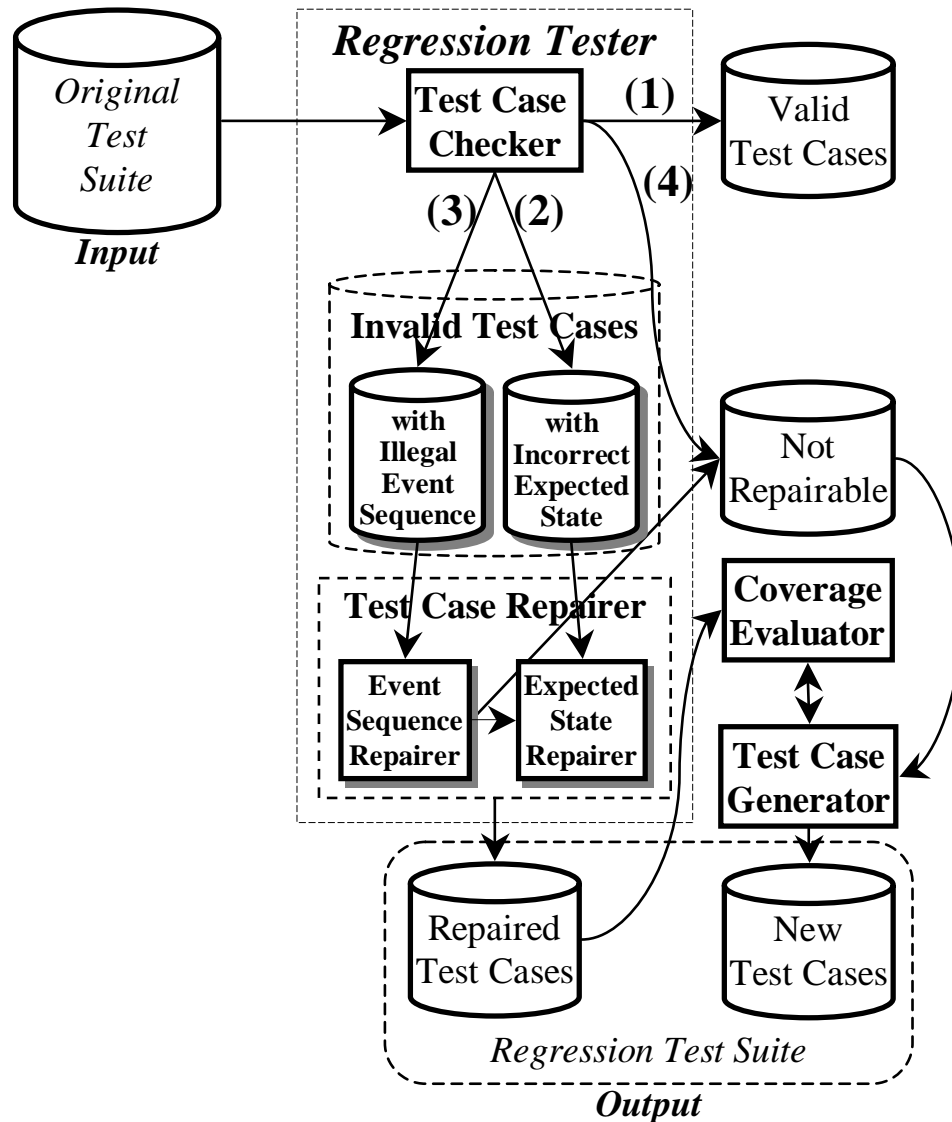 Regression Tester
Original
Test
Suite
Input
Test Case
Checker
(1)
Valid
Test Cases
(4)
(3)
(2)
Invalid Test Cases
with
Illegal
Event
Sequence
with
Incorrect
Expected
State
Not
Repairable
Test Case Repairer
Event
Sequence
Repairer
Expected
State
Repairer
Coverage
Evaluator
Test Case
Generator
Repaired
Test Cases
New
Test Cases
Regression Test Suite
Output